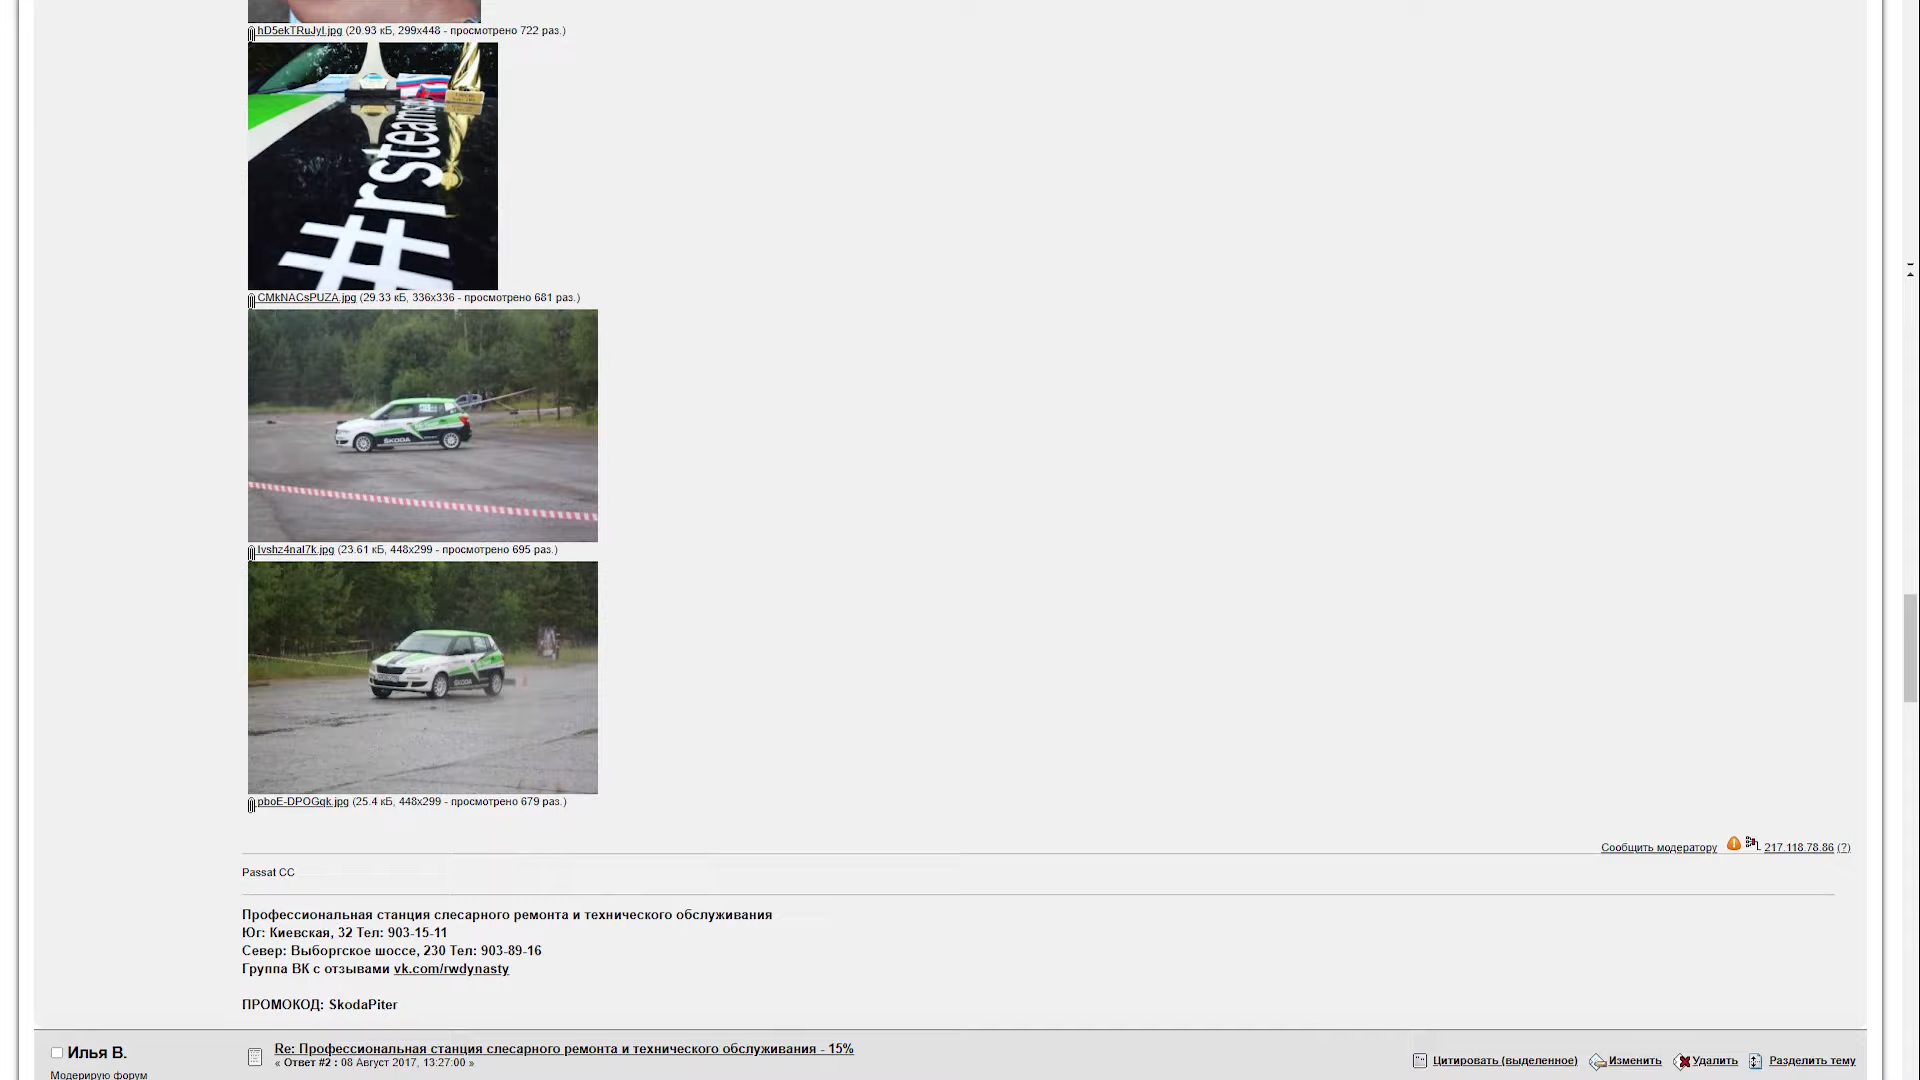 hD5ekTRuJyI.jpg (20.93 кБ, 299x448 - просмотрено 722 раз.)
#rsteams
CMkNACsPUZA.jpg (29.33 кБ, 336x336 - просмотрено 681 раз.)
ŠKODA
Ivshz4naI7k.jpg (23.61 кБ, 448x299 - просмотрено 695 раз.)
ŠKODA
pboE-DPOGqk.jpg (25.4 кБ, 448x299 - просмотрено 679 раз.)
Сообщить модератору 217.118.78.86 (?)
Passat CC
Профессиональная станция слесарного ремонта и технического обслуживания
Юг: Киевская, 32 Тел: 903-15-11
Север: Выборгское шоссе, 230 Тел: 903-89-16
Группа ВК с отзывами vk.com/rwdynasty
ПРОМОКОД: SkodaPiter
Илья В.
Модерирую форум
Re: Профессиональная станция слесарного ремонта и технического обслуживания - 15%
« Ответ #2 : 08 Август 2017, 13:27:00 »
Цитировать (выделенное) Изменить Удалить Разделить тему